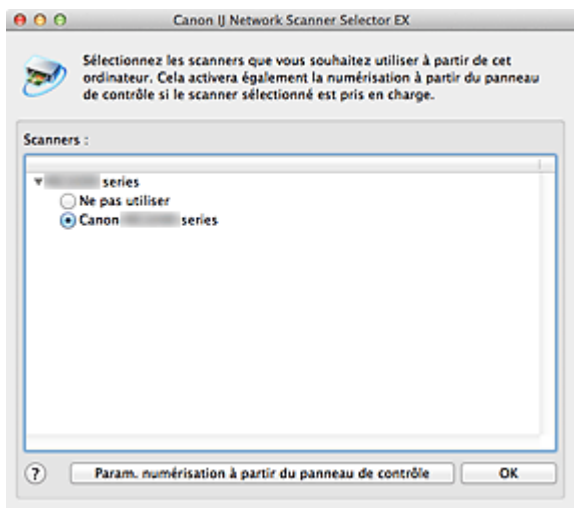 Canon IJ Network Scanner Selector EX
Sélectionnez les scanners que vous souhaitez utiliser à partir de cet
ordinateur. Cela activera également la numérisation à partir du panneau
de contrôle si le scanner sélectionné est pris en charge.
Scanners :
series
Ne pas utiliser
Canon series
? Param. numérisation à partir du panneau de contrôle OK